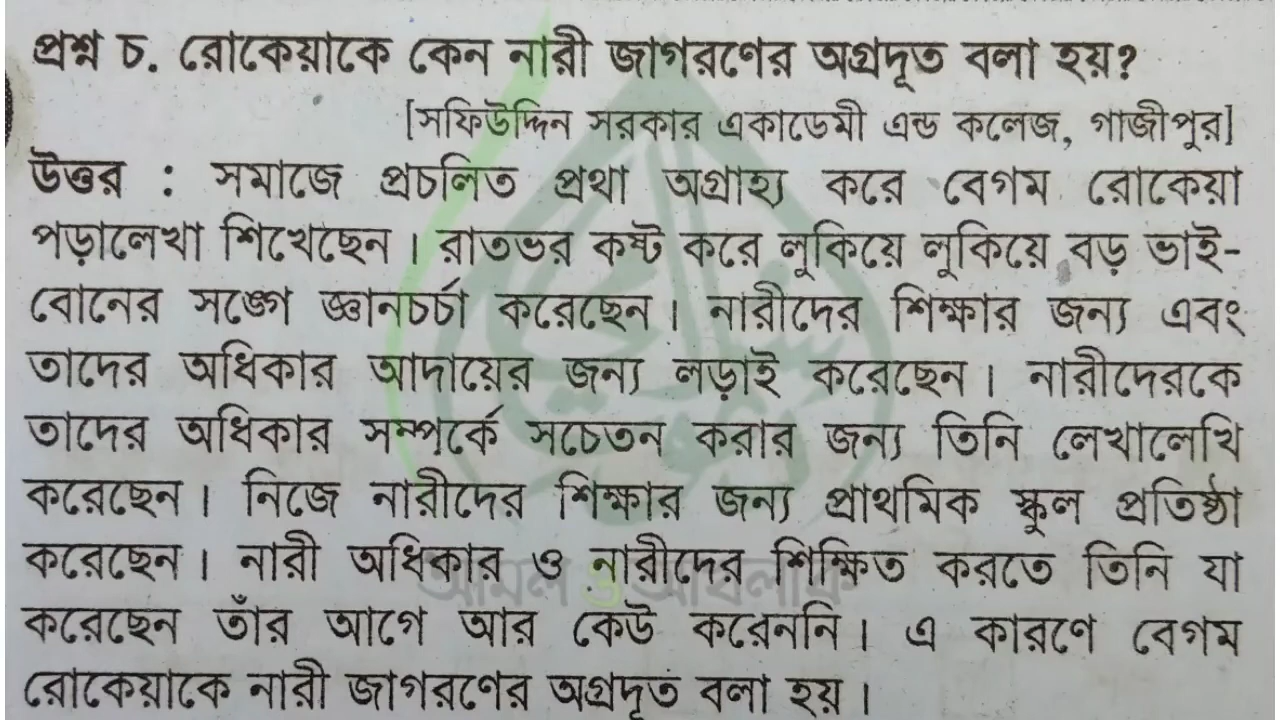 প্রশ্ন চ. রোকেয়াকে কেন নারী জাগরণের অগ্রদূত বলা হয়?
[সফিউদ্দিন সরকার একাডেমী এন্ড কলেজ, গাজীপুর]
উত্তর : সমাজে প্রচলিত প্রথা অগ্রাহ্য করে বেগম রোকেয়া
পড়ালেখা শিখেছেন। রাতভর কষ্ট করে লুকিয়ে লুকিয়ে বড় ভাই-
বোনের সঙ্গে জ্ঞানচর্চা করেছেন। নারীদের শিক্ষার জন্য এবং
তাদের অধিকার আদায়ের জন্য লড়াই করেছেন। নারীদেরকে
তাদের অধিকার সম্পর্কে সচেতন করার জন্য তিনি লেখালেখি
করেছেন। নিজে নারীদের শিক্ষার জন্য প্রাথমিক স্কুল প্রতিষ্ঠা
করেছেন। নারী অধিকার ও নারীদের শিক্ষিত করতে তিনি যা
আমল ও আখলাক
করেছেন তাঁর আগে আর কেউ করেননি। এ কারণে বেগম
রোকেয়াকে নারী জাগরণের অগ্রদূত বলা হয়।